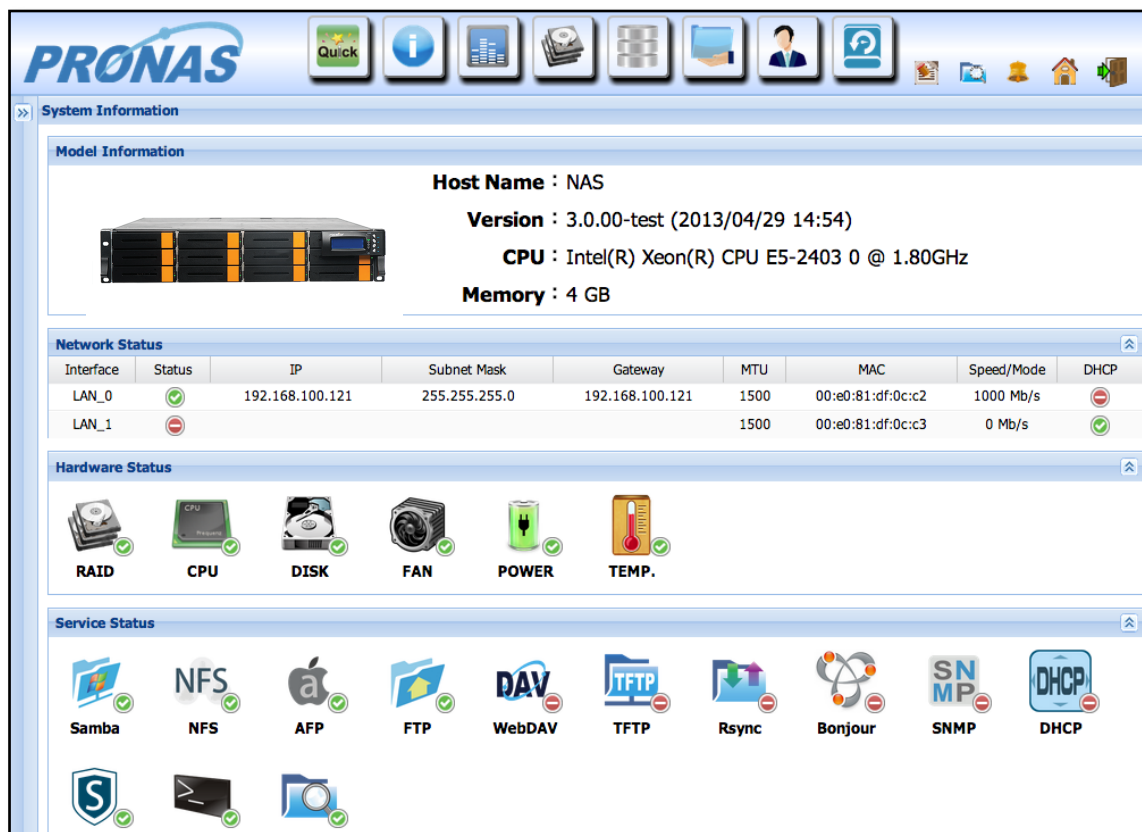 PRONAS
Quick
System Information
Model Information
Host Name : NAS
Version : 3.0.00-test (2013/04/29 14:54)
CPU : Intel(R) Xeon(R) CPU E5-2403 0 @ 1.80GHz
Memory : 4 GB
Network Status
Interface Status IP Subnet Mask Gateway MTU MAC Speed/Mode DHCP
LAN_0 192.168.100.121 255.255.255.0 192.168.100.121 1500 00:e0:81:df:0c:c2 1000 Mb/s
LAN_1 1500 00:e0:81:df:0c:c3 0 Mb/s
Hardware Status
CPU
RAID CPU DISK FAN POWER TEMP.
Service Status
NFS a DAV TFTP SN MP DHCP
Samba NFS AFP FTP WebDAV TFTP Rsync Bonjour SNMP DHCP
S >_